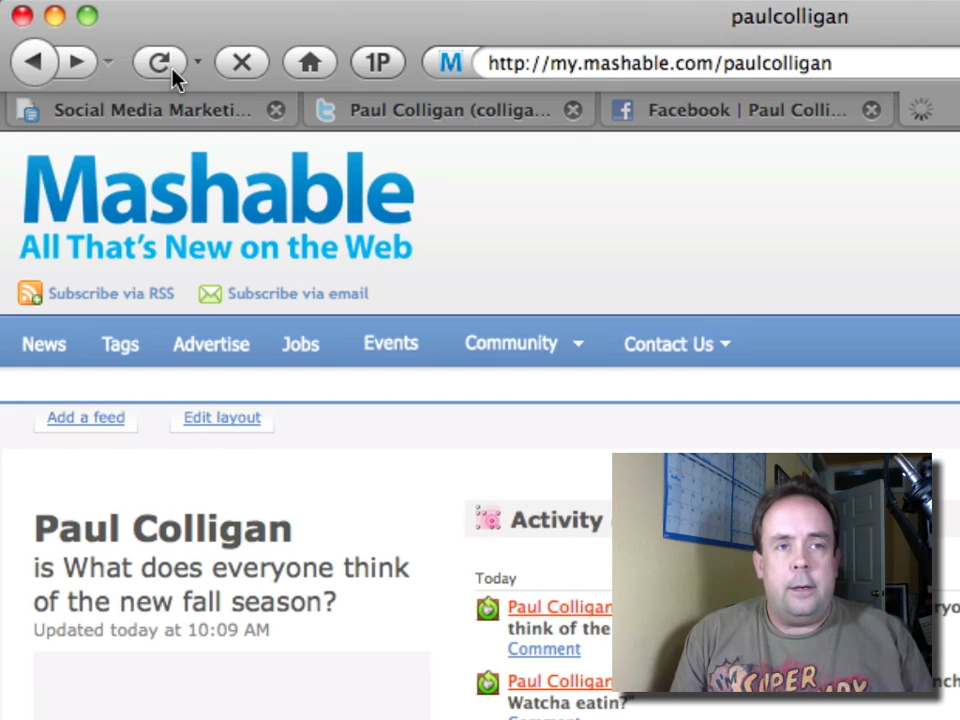 paulcolligan
1P
M http://my.mashable.com/paulcolligan
Social Media Marketi...
Paul Colligan (colliga...
Facebook | Paul Colli...
Mashable
All That's New on the Web
Subscribe via RSS
Subscribe via email
News Tags Advertise Jobs Events Community Contact Us
Add a feed
Edit layout
Paul Colligan
is What does everyone think
of the new fall season?
Updated today at 10:09 AM
Activity
Today
Paul Colligan
think of the
Comment
Paul Colligan
Watcha eatin?"
SUPER